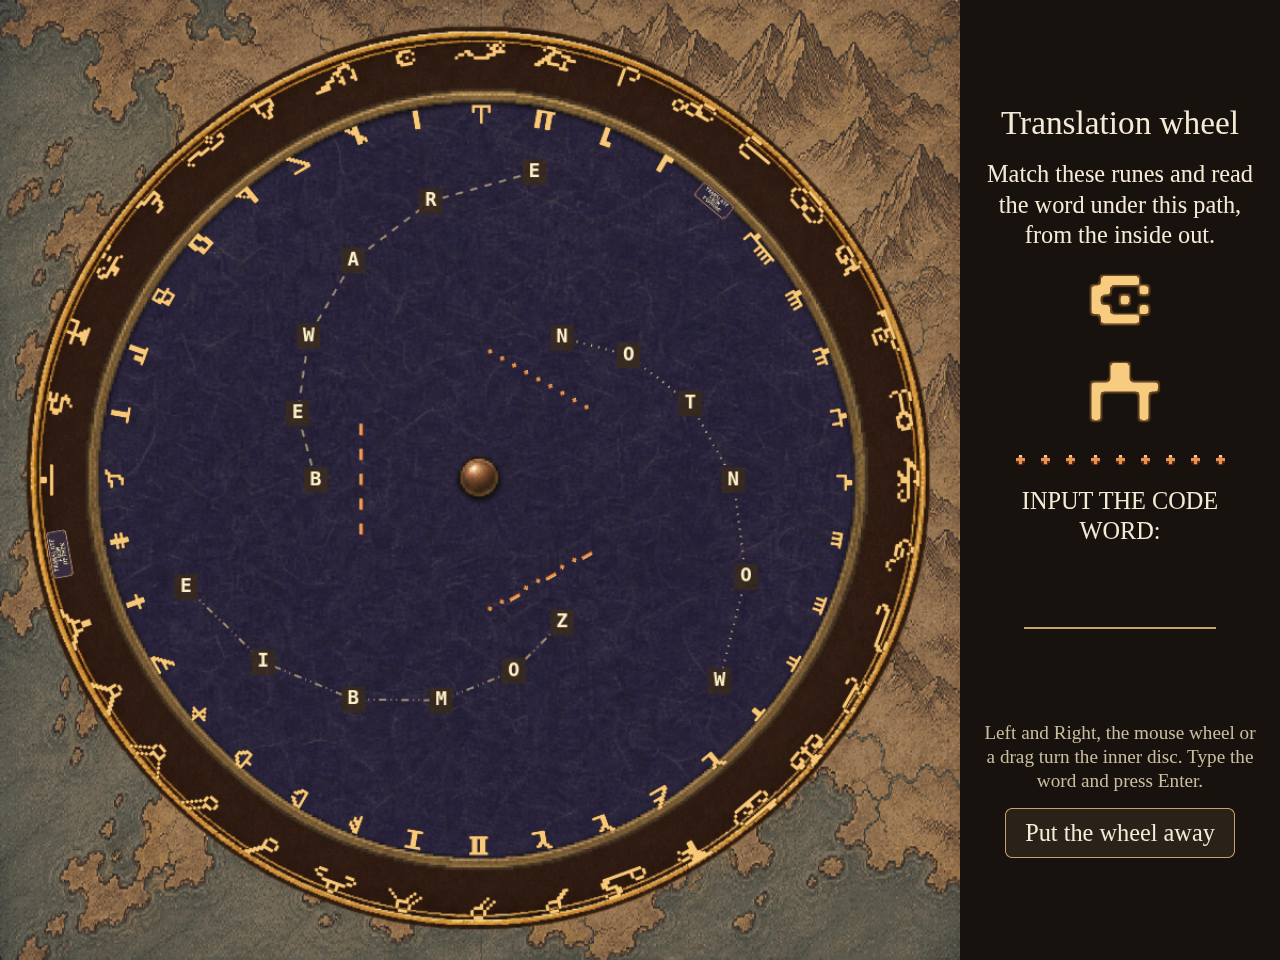 Translation wheel
Match these runes and read
the word under this path,
from the inside out.
INPUT THE CODE
WORD:
Left and Right, the mouse wheel or
a drag turn the inner disc. Type the
word and press Enter.
Put the wheel away
E
R
A
W
E
B
N
O
T
N
O
W
E
I
B
M
O
Z